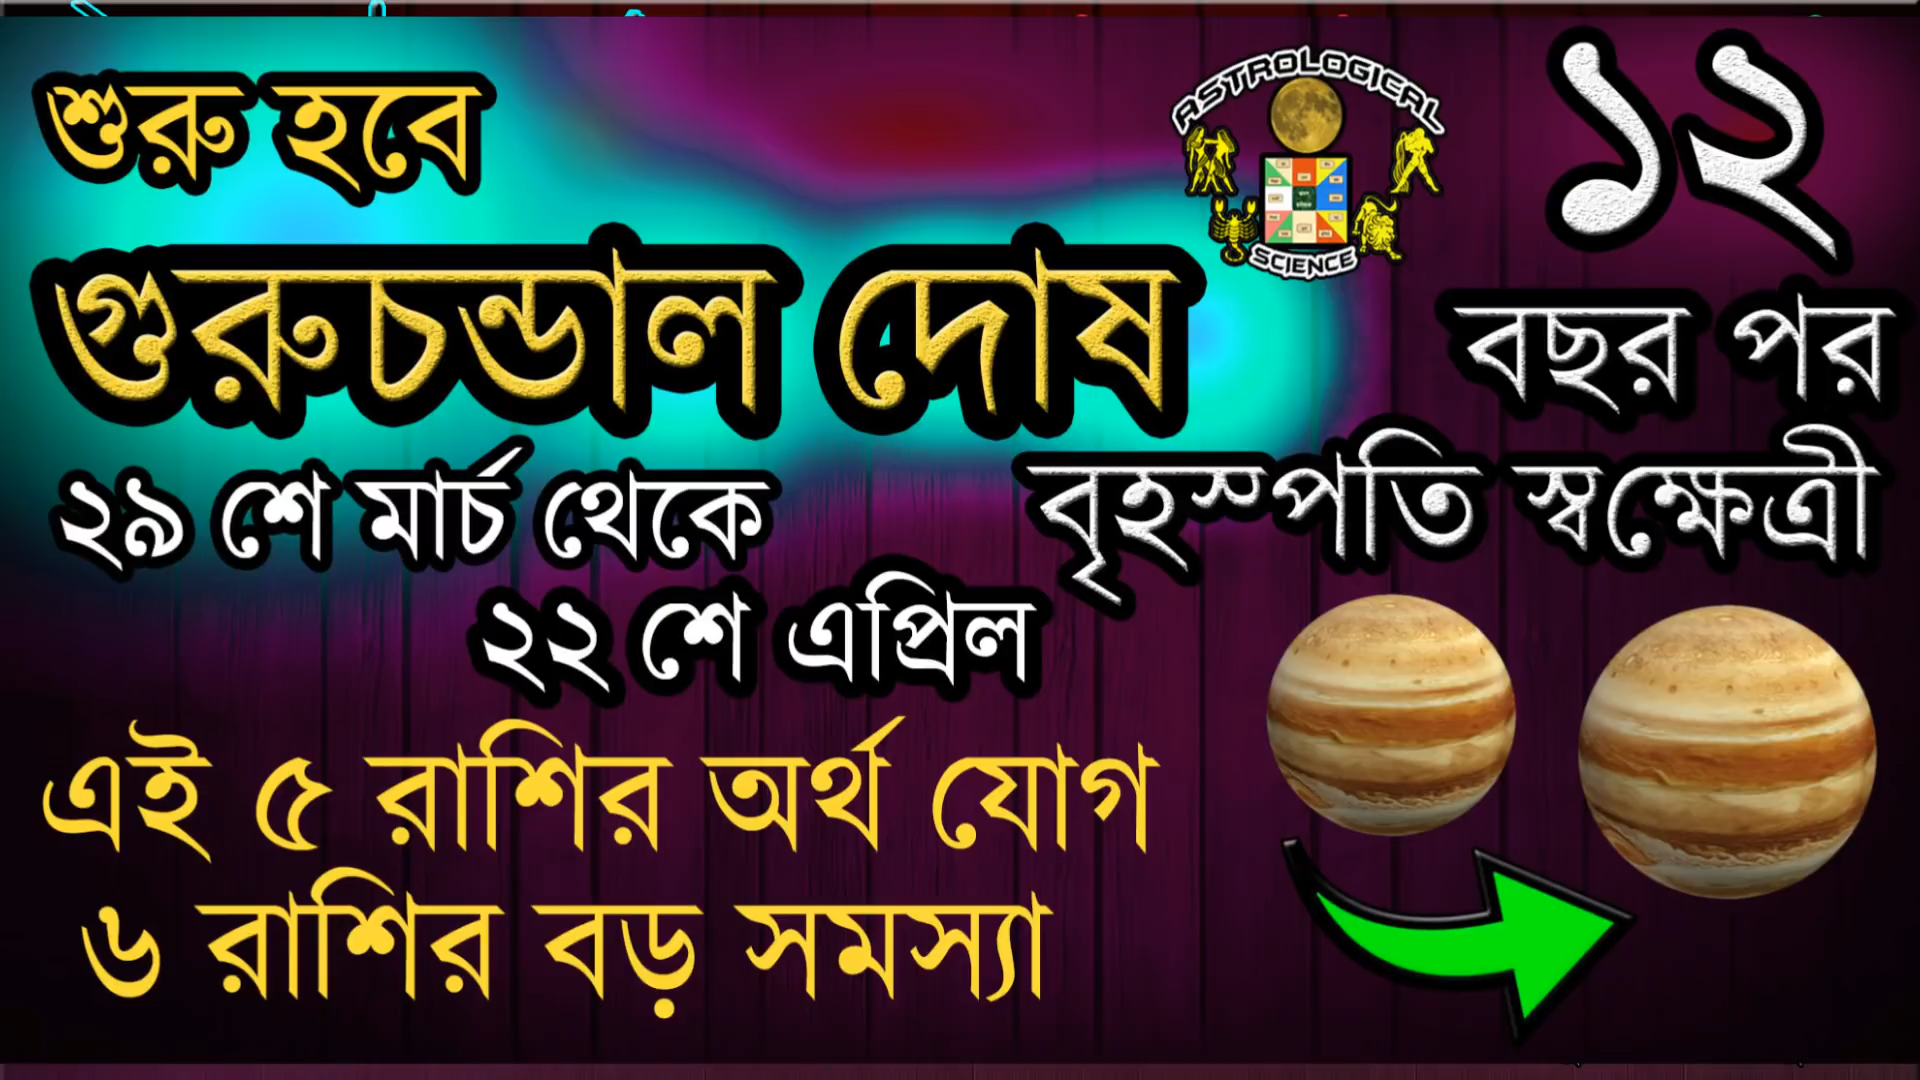 শুরু হবে
গুরুচন্ডাল দোষ
২৯ শে মার্চ থেকে
২২ শে এপ্রিল
এই ৫ রাশির অর্থ যোগ
৬ রাশির বড় সমস্যা
ASTROLOGICAL
SCIENCE
১২
বছর পর
বৃহস্পতি স্বক্ষেত্রী